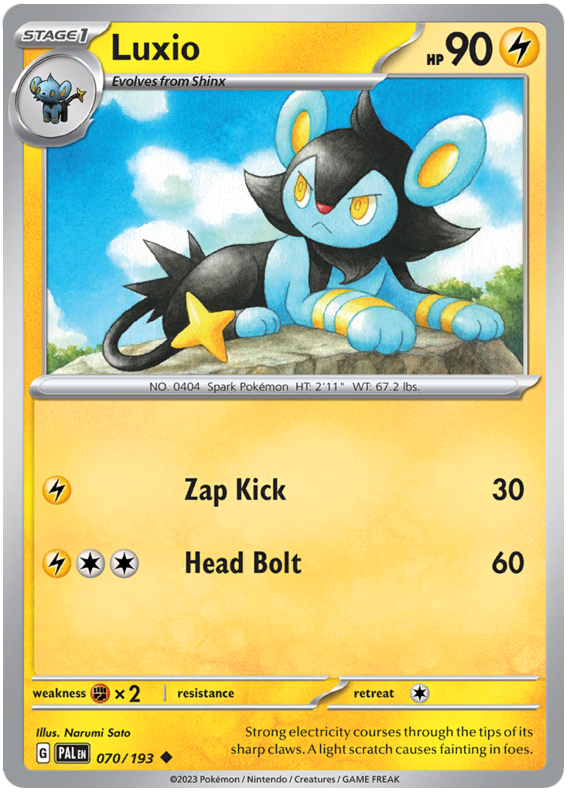 STAGE1
Luxio
HP 90
Evolves from Shinx
NO. 0404 Spark Pokémon HT: 2'11" WT: 67.2 lbs.
Zap Kick 30
Head Bolt 60
weakness ×2 resistance retreat
Illus. Narumi Sato
Strong electricity courses through the tips of its
sharp claws. A light scratch causes fainting in foes.
G PAL EN 070/193
©2023 Pokémon / Nintendo / Creatures / GAME FREAK